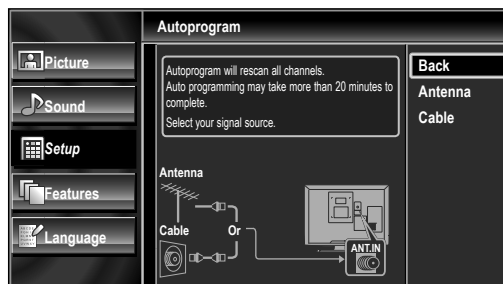 Autoprogram
Picture
Sound
Setup
Features
Language
Autoprogram will rescan all channels.
Auto programming may take more than 20 minutes to
complete.
Select your signal source.
Antenna
Cable
Or
ANT.IN
Back
Antenna
Cable